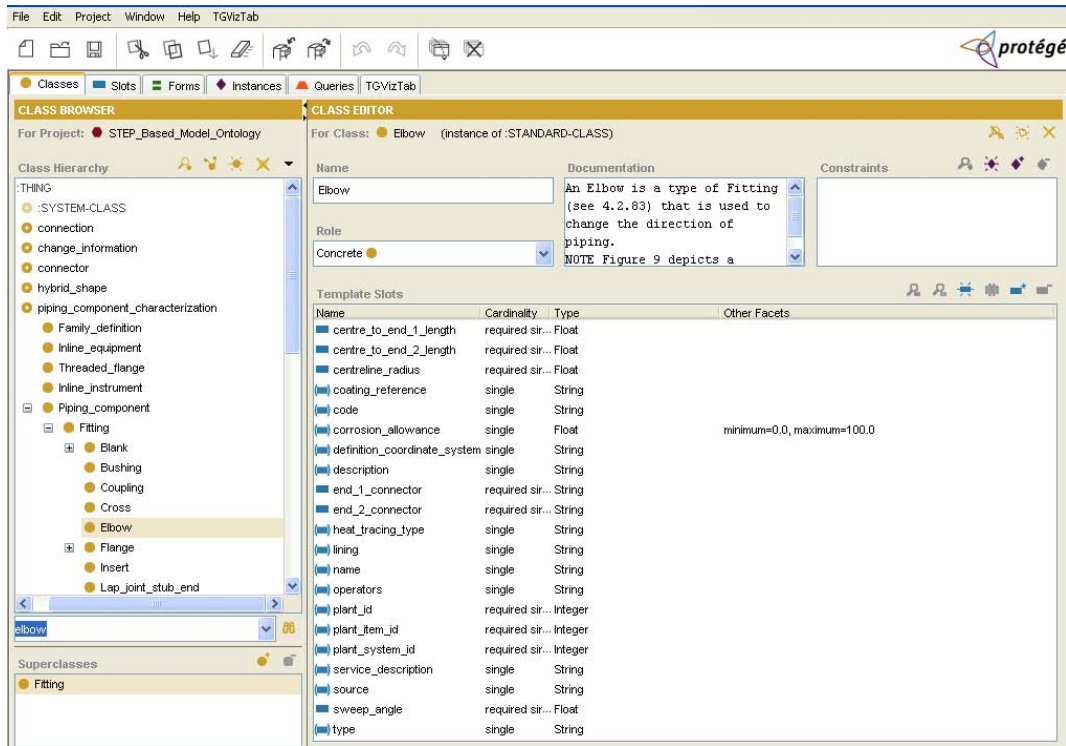 File Edit Project Window Help TGVizTab
protégé
Classes Slots Forms Instances Queries TGVizTab
CLASS BROWSER
For Project: STEP_Based_Model_Ontology
Class Hierarchy
:THING
:SYSTEM-CLASS
connection
change_information
connector
hybrid_shape
piping_component_characterization
Family_definition
Inline_equipment
Threaded_flange
Inline_instrument
Piping_component
Fitting
Blank
Bushing
Coupling
Cross
Elbow
Flange
Insert
Lap_joint_stub_end
elbow
Superclasses
Fitting
CLASS EDITOR
For Class: Elbow (instance of :STANDARD-CLASS)
Name
Elbow
Role
Concrete
Documentation
An Elbow is a type of Fitting
(see 4.2.83) that is used to
change the direction of
piping.
NOTE Figure 9 depicts a
Constraints
Template Slots
Name Cardinality Type Other Facets
centre_to_end_1_length required sir... Float
centre_to_end_2_length required sir... Float
centreline_radius required sir... Float
coating_reference single String
code single String
corrosion_allowance single Float minimum=0.0, maximum=100.0
definition_coordinate_system single String
description single String
end_1_connector required sir... String
end_2_connector required sir... String
heat_tracing_type single String
lining single String
name single String
operators single String
plant_id required sir... Integer
plant_item_id required sir... Integer
plant_system_id required sir... Integer
service_description single String
source single String
sweep_angle required sir... Float
type single String